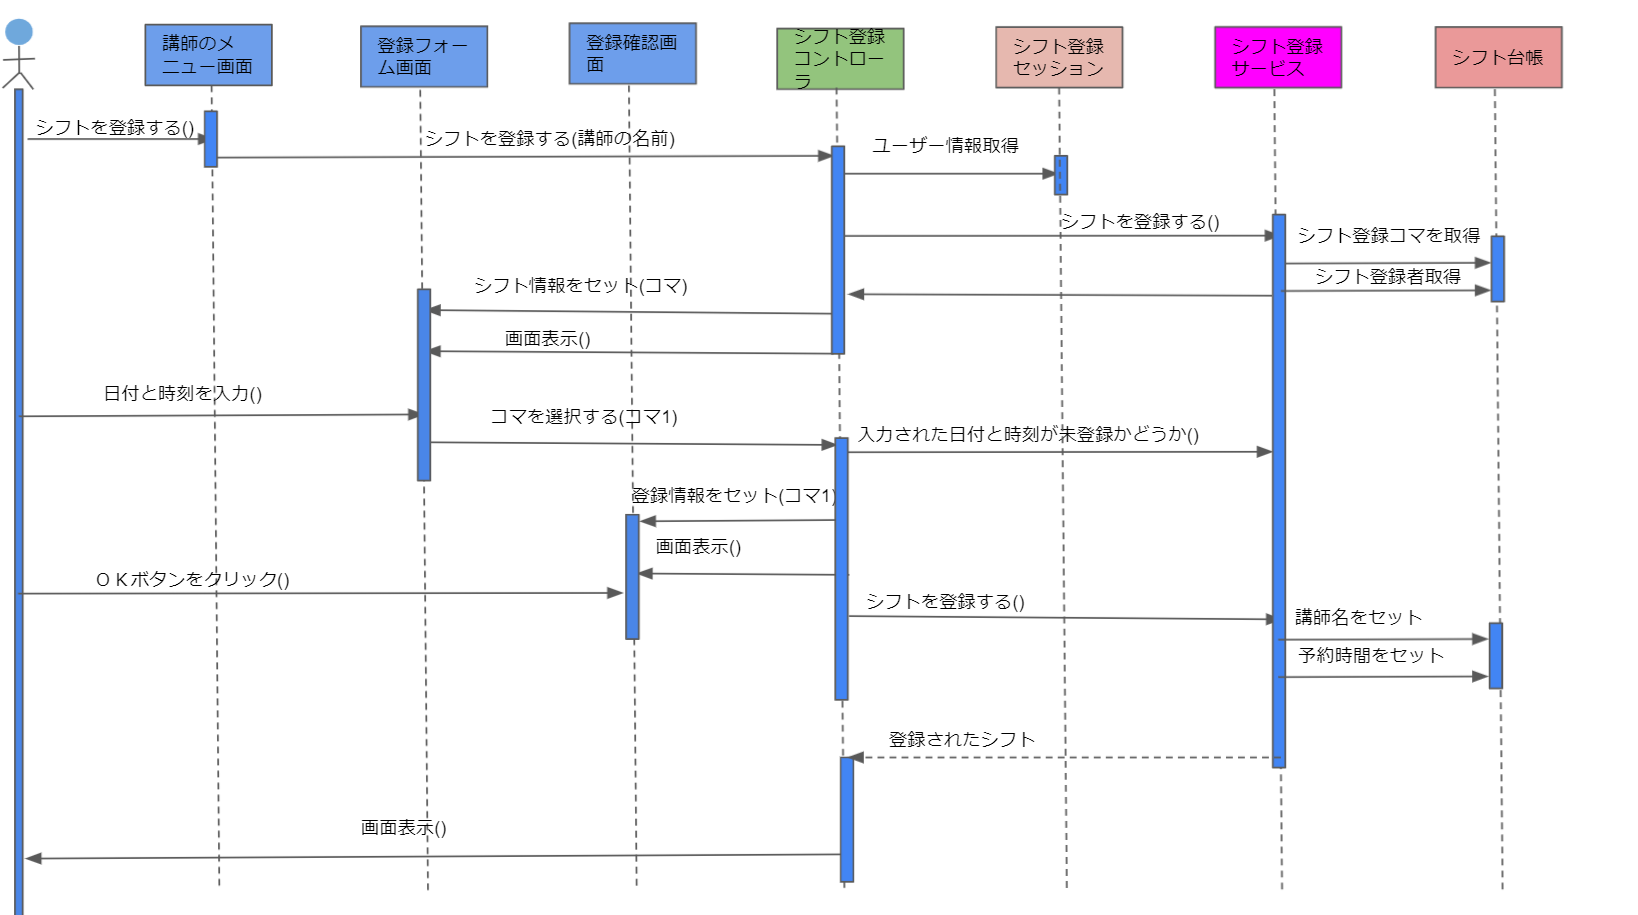 講師のメ
ニュー画面
登録フォー
ム画面
登録確認画
面
シフト登録
コントロー
ラ
シフト登録
セッション
シフト登録
サービス
シフト台帳
シフトを登録する()
シフトを登録する(講師の名前)
ユーザー情報取得
シフトを登録する()
シフト登録コマを取得
シフト登録者取得
シフト情報をセット(コマ)
画面表示()
日付と時刻を入力()
コマを選択する(コマ1)
入力された日付と時刻が未登録かどうか()
登録情報をセット(コマ1)
画面表示()
ＯＫボタンをクリック()
シフトを登録する()
講師名をセット
予約時間をセット
登録されたシフト
画面表示()